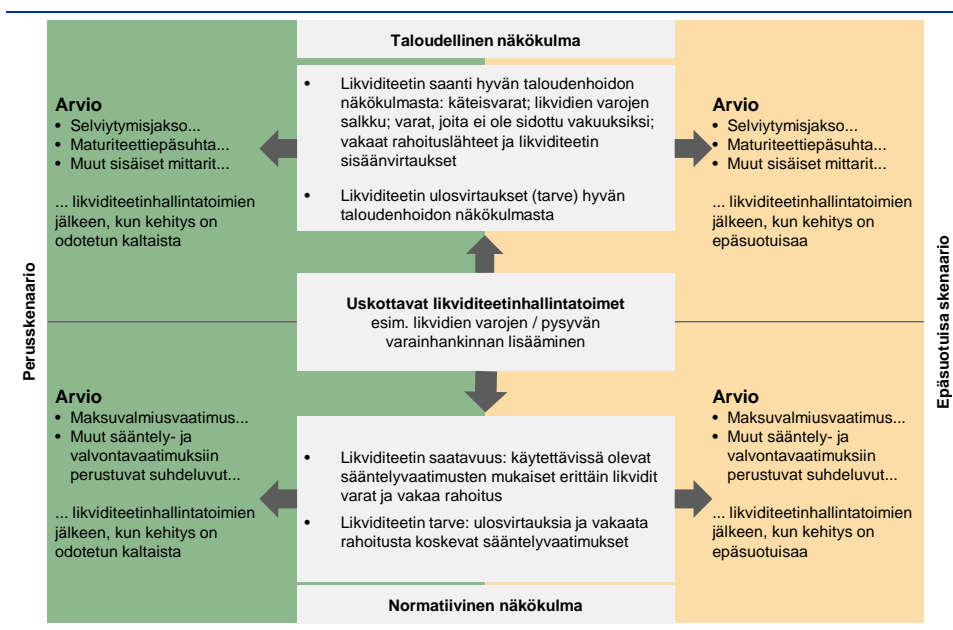 Taloudellinen näkökulma
Perusskenaario
Arvio
• Selviytymisjakso...
• Maturiteettiepäsuhta...
• Muut sisäiset mittarit...
... likviditeetinhallintatoimien
jälkeen, kun kehitys on
odotetun kaltaista
• Likviditeetin saanti hyvän taloudenhoidon
näkökulmasta: käteisvarat; likvidien varojen
salkku; varat, joita ei ole sidottu vakuuksiksi;
vakaat rahoituslähteet ja likviditeetin
sisäänvirtaukset
• Likviditeetin ulosvirtaukset (tarve) hyvän
taloudenhoidon näkökulmasta
Arvio
• Selviytymisjakso...
• Maturiteettiepäsuhta...
• Muut sisäiset mittarit...
... likviditeetinhallintatoimien
jälkeen, kun kehitys on
epäsuotuisaa
Epäsuotuisa skenaario
Uskottavat likviditeetinhallintatoimet
esim. likvidien varojen / pysyvän
varainhankinnan lisääminen
Arvio
• Maksuvalmiusvaatimus...
• Muut sääntely- ja
valvontavaatimuksiin
perustuvat suhdeluvut...
... likviditeetinhallintatoimien
jälkeen, kun kehitys on
odotetun kaltaista
• Likviditeetin saatavuus: käytettävissä olevat
sääntelyvaatimusten mukaiset erittäin likvidit
varat ja vakaa rahoitus
• Likviditeetin tarve: ulosvirtauksia ja vakaata
rahoitusta koskevat sääntelyvaatimukset
Arvio
• Maksuvalmiusvaatimus...
• Muut sääntely- ja
valvontavaatimuksiin
perustuvat suhdeluvut...
... likviditeetinhallintatoimien
jälkeen, kun kehitys on
epäsuotuisaa
Normatiivinen näkökulma